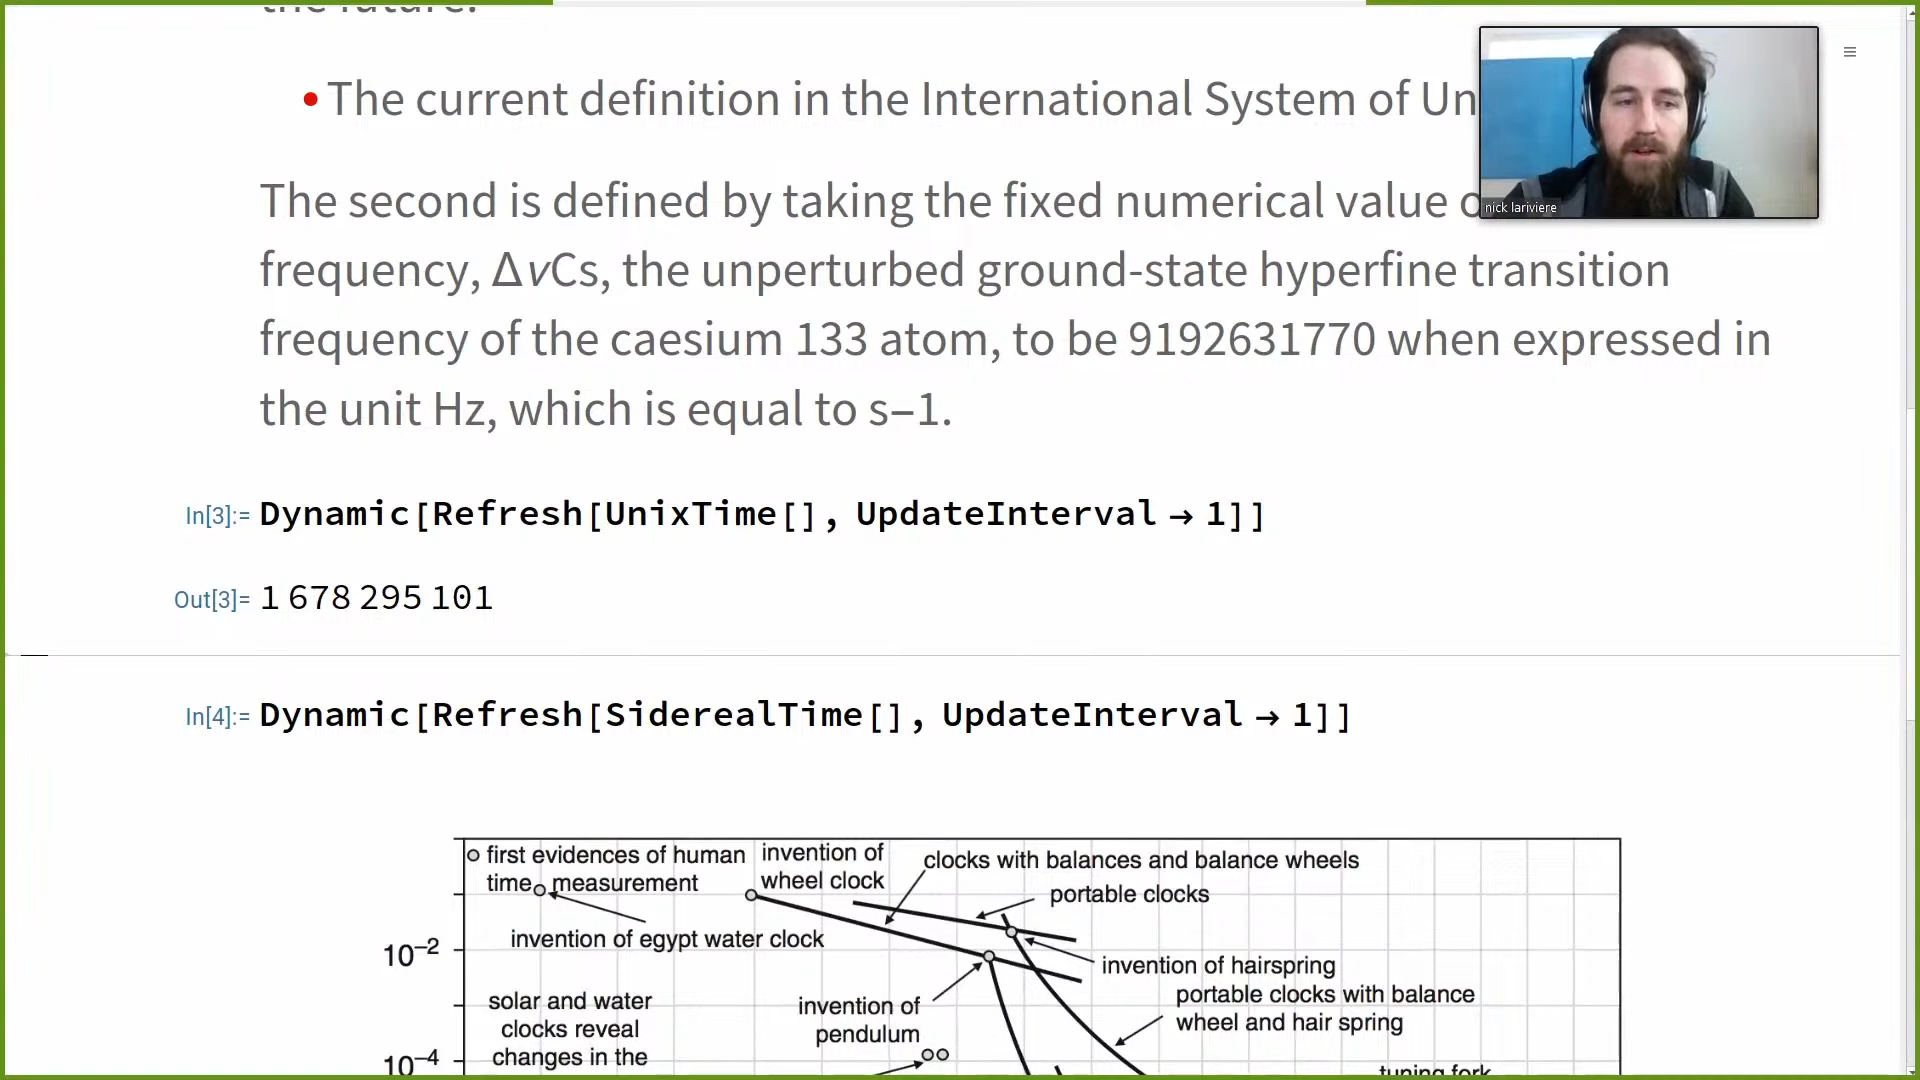 the future.
• The current definition in the International System of Un
nick lariviere
The second is defined by taking the fixed numerical value o
frequency, ΔνCs, the unperturbed ground-state hyperfine transition
frequency of the caesium 133 atom, to be 9192631770 when expressed in
the unit Hz, which is equal to s–1.
In[3]:= Dynamic[Refresh[UnixTime[], UpdateInterval → 1]]
Out[3]= 1 678 295 101
In[4]:= Dynamic[Refresh[SiderealTime[], UpdateInterval → 1]]
first evidences of human
time measurement
invention of
wheel clock
clocks with balances and balance wheels
portable clocks
invention of egypt water clock
10–2
invention of hairspring
portable clocks with balance
wheel and hair spring
solar and water
clocks reveal
changes in the
invention of
pendulum
10–4
tuning fork